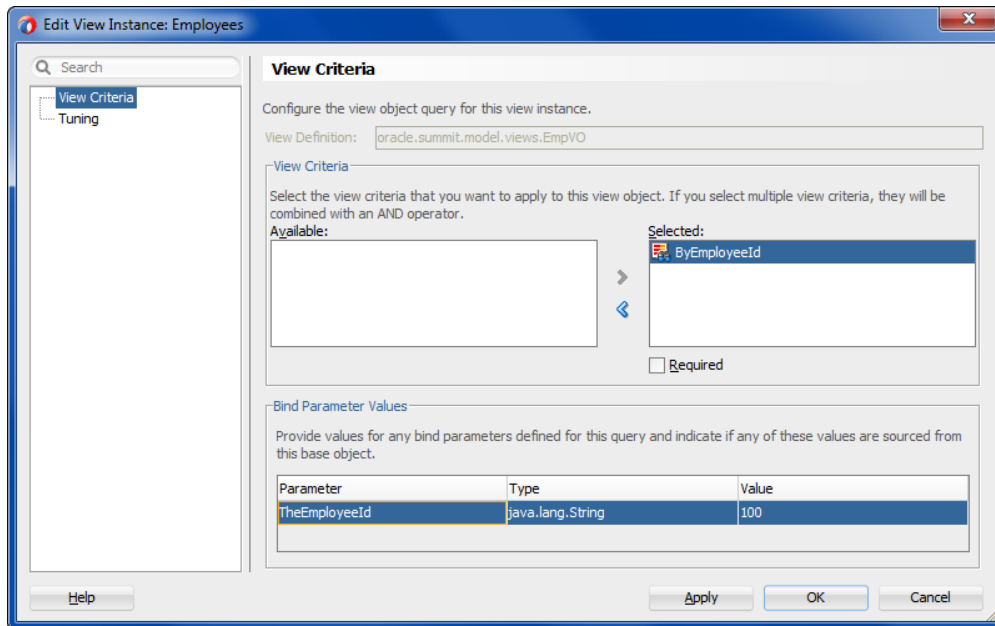 Edit View Instance: Employees
Search
View Criteria
Tuning
View Criteria
Configure the view object query for this view instance.
View Definition: oracle.summit.model.views.EmpVO
View Criteria
Select the view criteria that you want to apply to this view object. If you select multiple view criteria, they will be
combined with an AND operator.
Available: Selected:
ByEmployeeId
Required
Bind Parameter Values
Provide values for any bind parameters defined for this query and indicate if any of these values are sourced from
this base object.
Parameter Type Value
TheEmployeeId java.lang.String 100
Help Apply OK Cancel